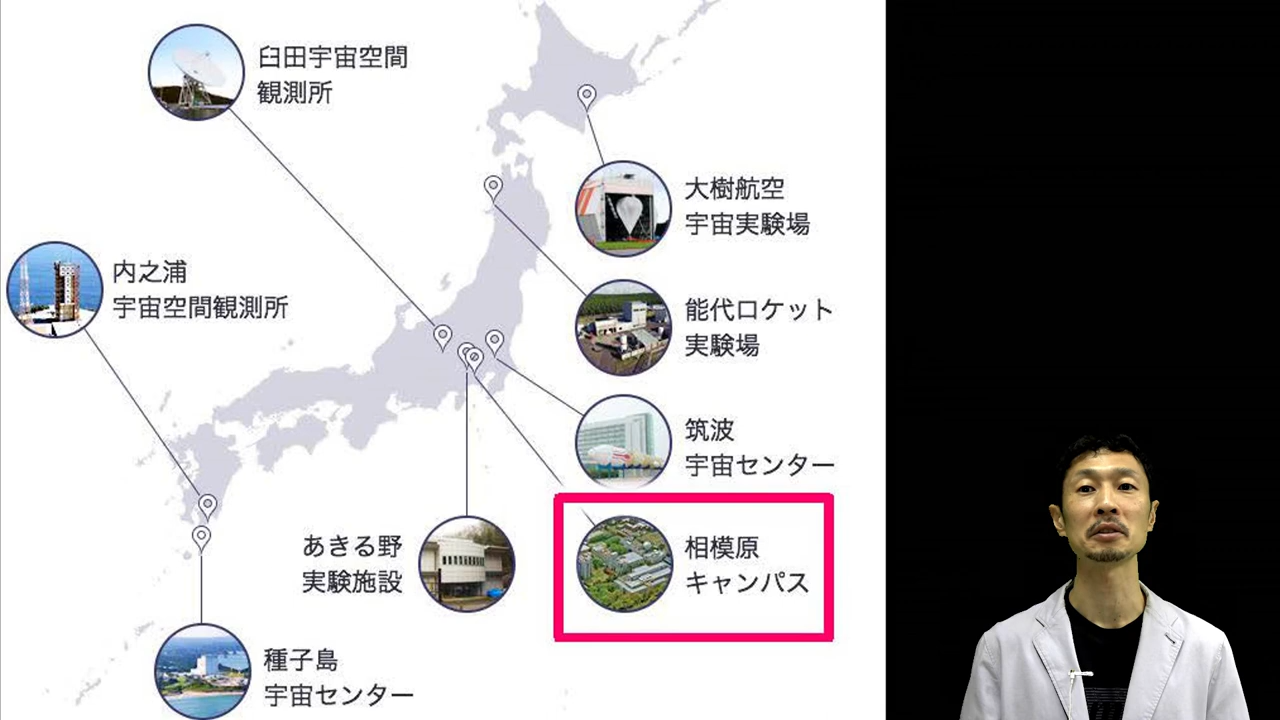 臼田宇宙空間
観測所
大樹航空
宇宙実験場
内之浦
宇宙空間観測所
能代ロケット
実験場
筑波
宇宙センター
あきる野
実験施設
相模原
キャンパス
種子島
宇宙センター